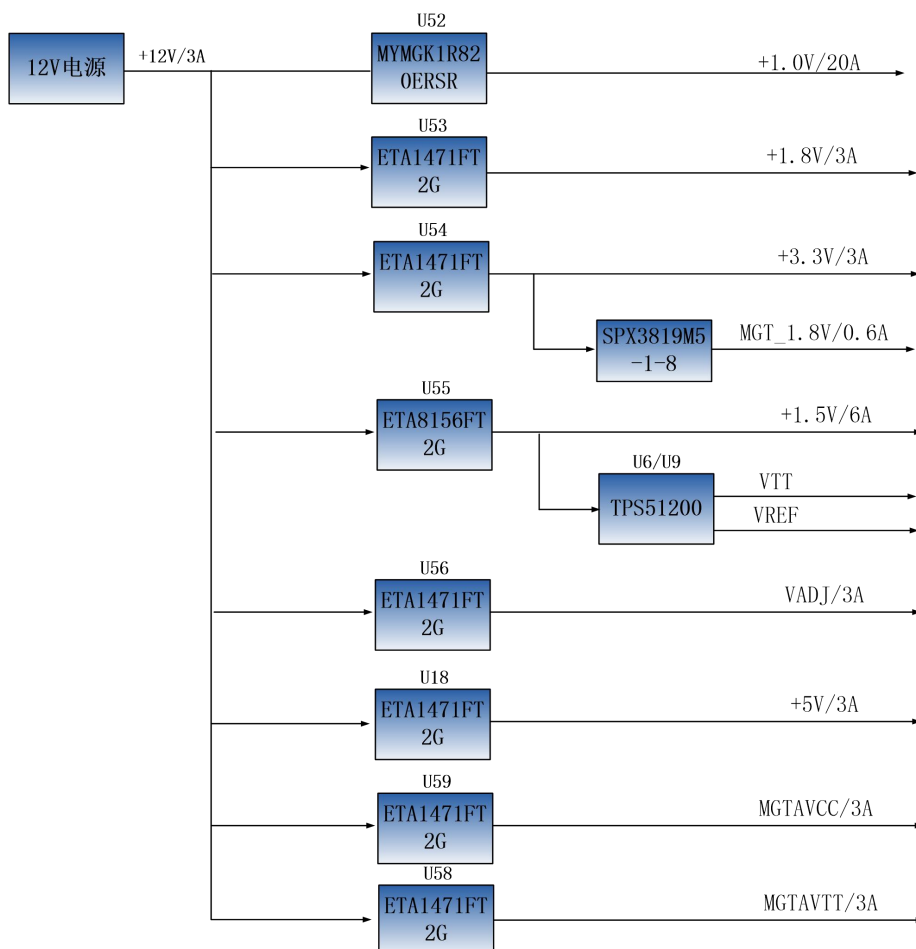 U52
12V电源
+12V/3A
MYMGK1R82
0ERSR
+1.0V/20A
U53
ETA1471FT
2G
+1.8V/3A
U54
ETA1471FT
2G
+3.3V/3A
SPX3819M5
-1-8
MGT_1.8V/0.6A
U55
ETA8156FT
2G
+1.5V/6A
U6/U9
TPS51200
VTT
VREF
U56
ETA1471FT
2G
VADJ/3A
U18
ETA1471FT
2G
+5V/3A
U59
ETA1471FT
2G
MGTAVCC/3A
U58
ETA1471FT
2G
MGTAVTT/3A